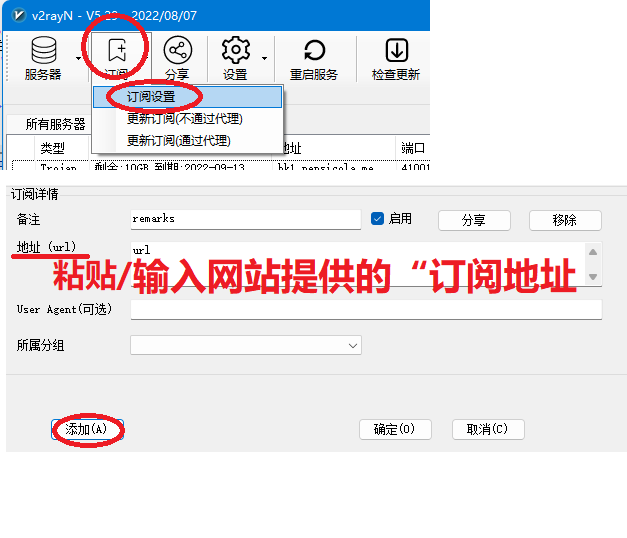 v2rayN - V5.39 - 2022/08/07
服务器 订阅 分享 设置 重启服务 检查更新
订阅设置
所有服务器 更新订阅(不通过代理)
类型 更新订阅(通过代理) 地址 端口
Trojan 剩余:10GB 到期:2022-09-13 41001
订阅详情
备注 remarks 启用 分享 移除
地址 (url) url
粘贴/输入网站提供的“订阅地址
User Agent(可选)
所属分组
添加(A) 确定(O) 取消(C)